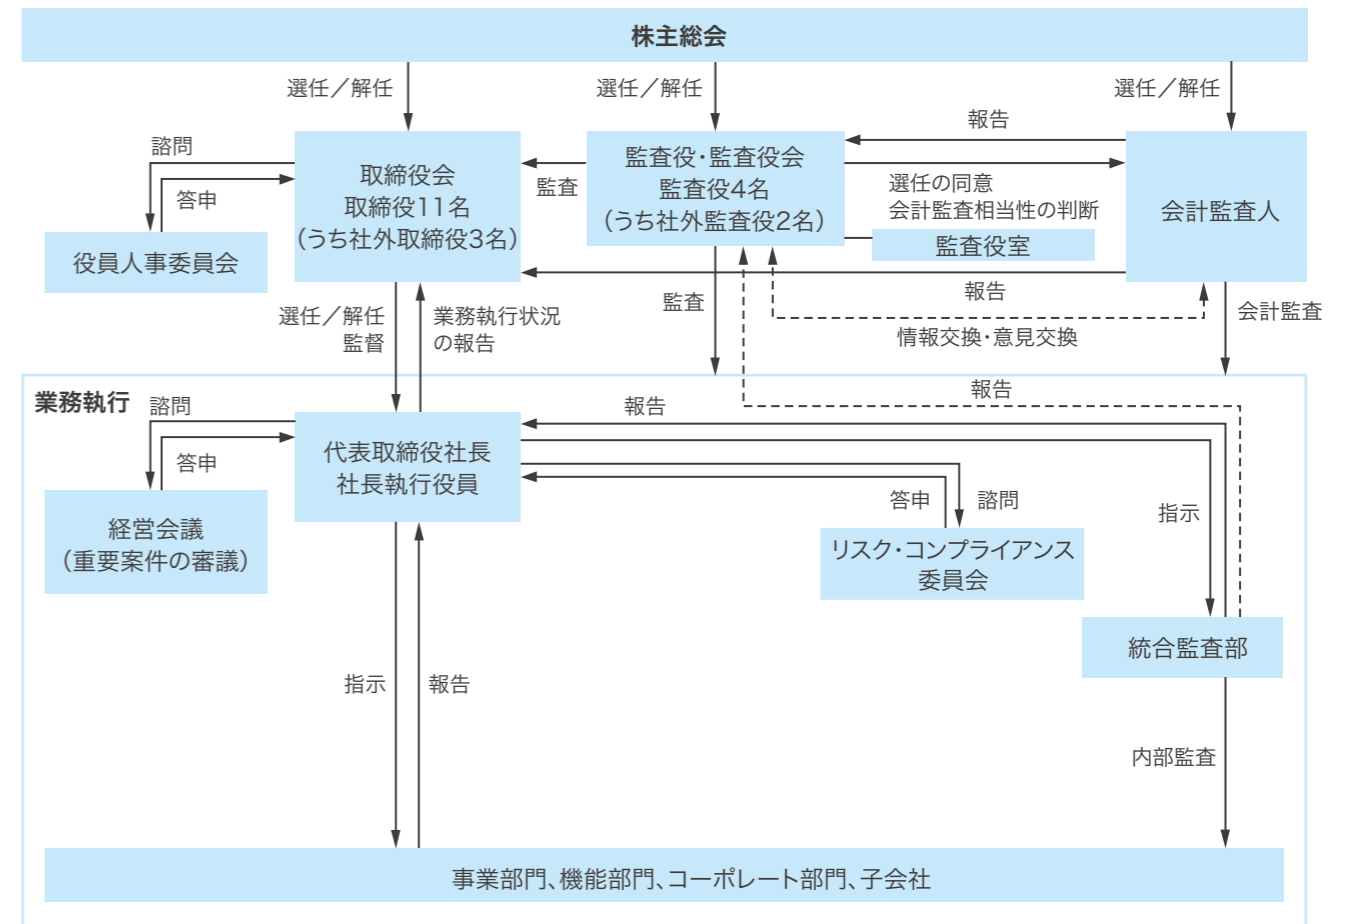 株主総会
選任／解任
選任／解任
選任／解任
諮問
答申
役員人事委員会
取締役会
取締役11名
（うち社外取締役3名）
監査
監査役・監査役会
監査役4名
（うち社外監査役2名）
報告
選任の同意
会計監査相当性の判断
監査役室
会計監査人
報告
選任／解任
監督
業務執行状況
の報告
監査
情報交換・意見交換
会計監査
業務執行
諮問
答申
経営会議
（重要案件の審議）
代表取締役社長
社長執行役員
報告
報告
答申
諮問
リスク・コンプライアンス
委員会
指示
統合監査部
指示
報告
内部監査
事業部門、機能部門、コーポレート部門、子会社